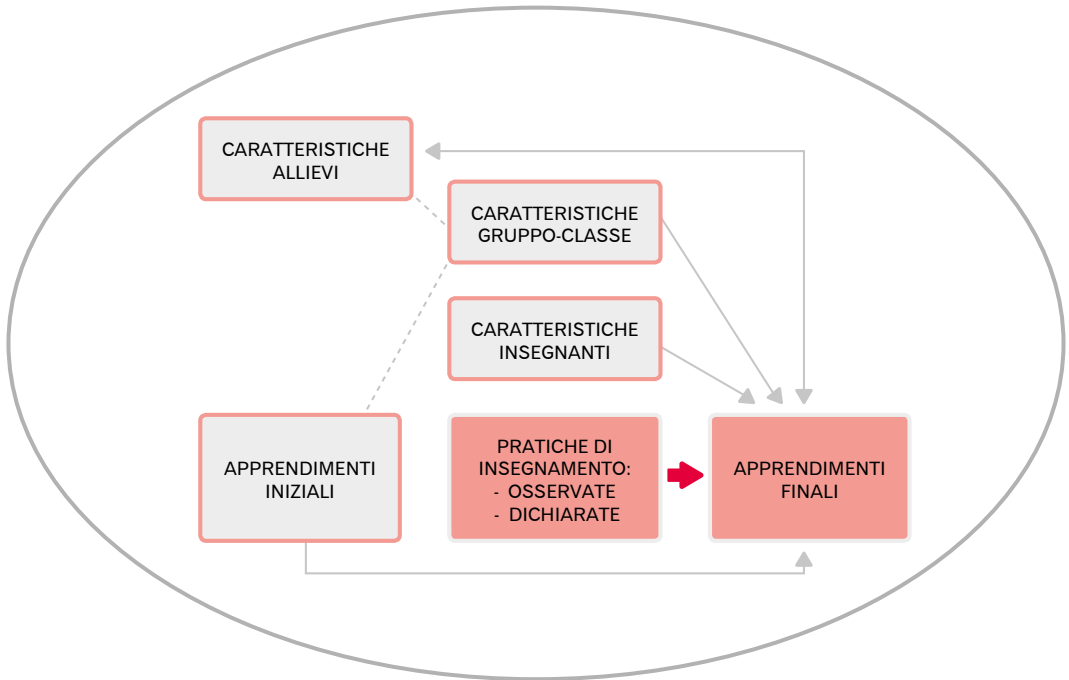 CARATTERISTICHE
ALLIEVI
CARATTERISTICHE
GRUPPO-CLASSE
CARATTERISTICHE
INSEGNANTI
APPRENDIMENTI
INIZIALI
PRATICHE DI
INSEGNAMENTO:
- OSSERVATE
- DICHIARATE
APPRENDIMENTI
FINALI